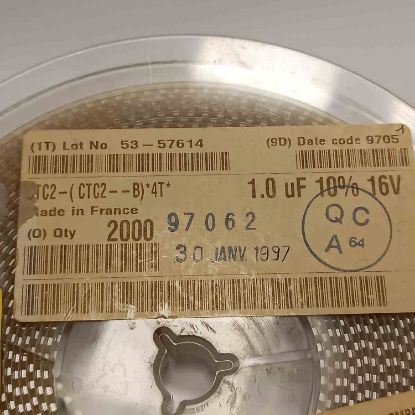 (1T) Lot No 53-57614 (9D) Date code 9705
TC2-(CTC2--B)*4T* 1.0 uF 10% 16V
Made in France
(Q) Qty 2000 97062
30 JANV. 1997
QC
A 64